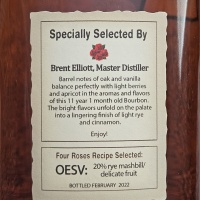 Specially Selected By
Brent Elliott, Master Distiller
Barrel notes of oak and vanilla
balance perfectly with light berries
and apricot in the aromas and flavors
of this 11 year 1 month old Bourbon.
The bright flavors unfold on the palate
into a lingering finish of light rye
and cinnamon.
Enjoy!
Four Roses Recipe Selected:
OESV: 20% rye mashbill/
delicate fruit
BOTTLED FEBRUARY 2022